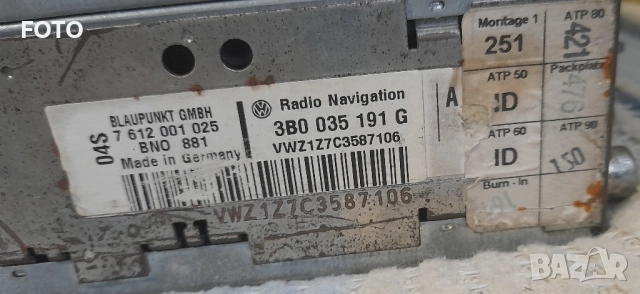 FOTO
BLAUPUNKT GMBH
04S
7 612 001 025
BNO 881
Made in Germany
Radio Navigation
3B0 035 191 G
VWZ1Z7C3587106
A
VWZ1Z7C3587106
Montage 1
251
ATP 80
421
ATP 50
ID
Packplatz
476
ATP 60
ID
ATP 90
150
Burn - In
BAZAR